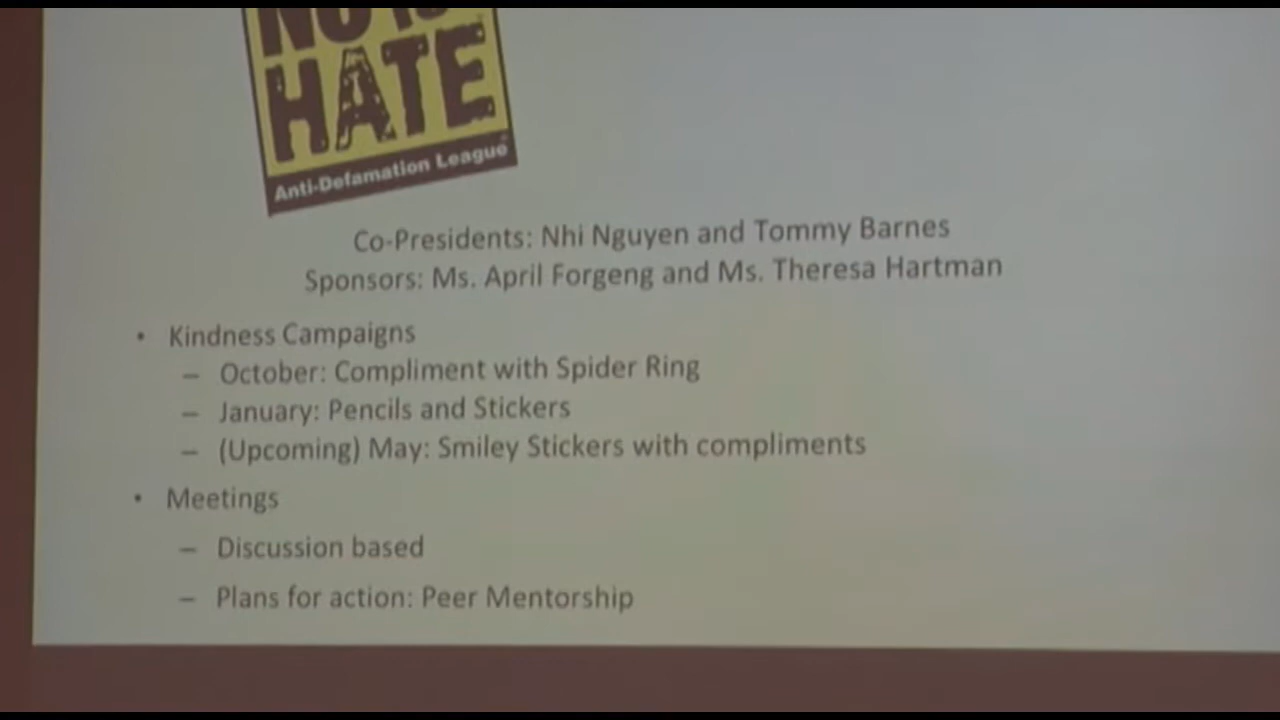 HATE
Anti-Defamation League®
Co-Presidents: Nhi Nguyen and Tommy Barnes
Sponsors: Ms. April Forgeng and Ms. Theresa Hartman
• Kindness Campaigns
– October: Compliment with Spider Ring
– January: Pencils and Stickers
– (Upcoming) May: Smiley Stickers with compliments
• Meetings
– Discussion based
– Plans for action: Peer Mentorship